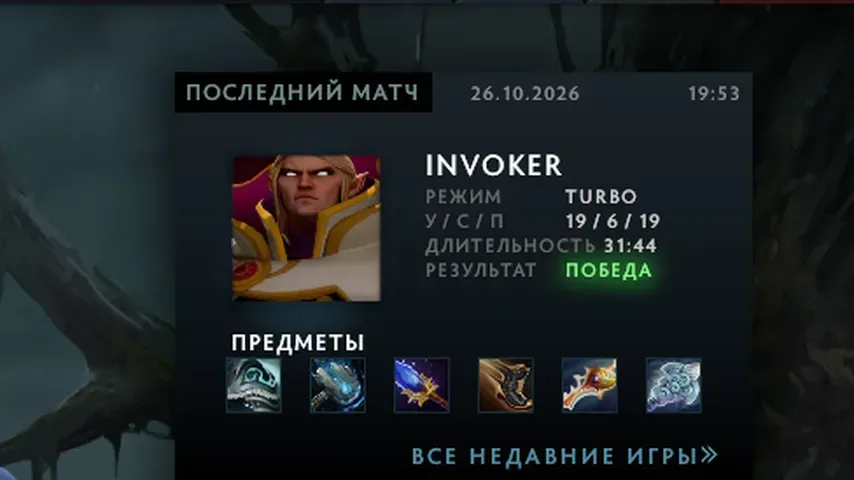 ПОСЛЕДНИЙ МАТЧ 26.10.2026 19:53
INVOKER
РЕЖИМ TURBO
У / С / П 19 / 6 / 19
ДЛИТЕЛЬНОСТЬ 31:44
РЕЗУЛЬТАТ ПОБЕДА
ПРЕДМЕТЫ
ВСЕ НЕДАВНИЕ ИГРЫ»